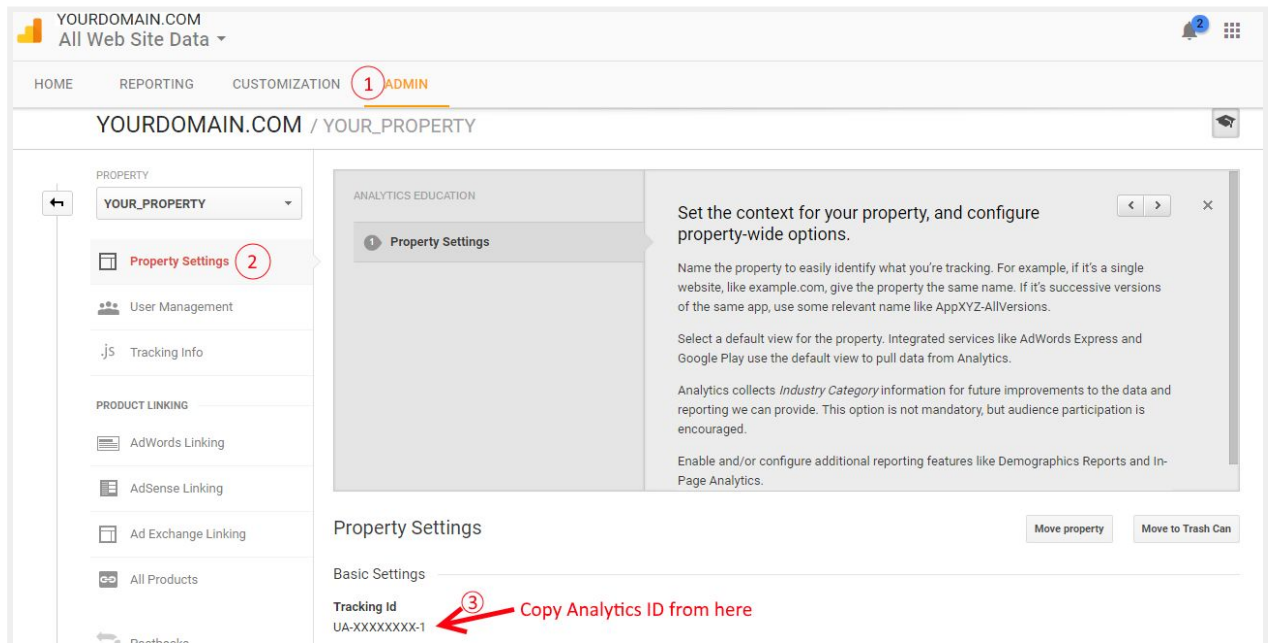 YOURDOMAIN.COM
All Web Site Data
2
HOME REPORTING CUSTOMIZATION 1 ADMIN
YOURDOMAIN.COM / YOUR_PROPERTY
PROPERTY
YOUR_PROPERTY
Property Settings 2
User Management
.js Tracking Info
PRODUCT LINKING
AdWords Linking
AdSense Linking
Ad Exchange Linking
All Products
Postbacks
ANALYTICS EDUCATION
1 Property Settings
Set the context for your property, and configure
property-wide options.
Name the property to easily identify what you're tracking. For example, if it's a single
website, like example.com, give the property the same name. If it's successive versions
of the same app, use some relevant name like AppXYZ-AllVersions.
Select a default view for the property. Integrated services like AdWords Express and
Google Play use the default view to pull data from Analytics.
Analytics collects Industry Category information for future improvements to the data and
reporting we can provide. This option is not mandatory, but audience participation is
encouraged.
Enable and/or configure additional reporting features like Demographics Reports and In-
Page Analytics.
Property Settings
Move property Move to Trash Can
Basic Settings
Tracking Id
3 Copy Analytics ID from here
UA-XXXXXXXX-1